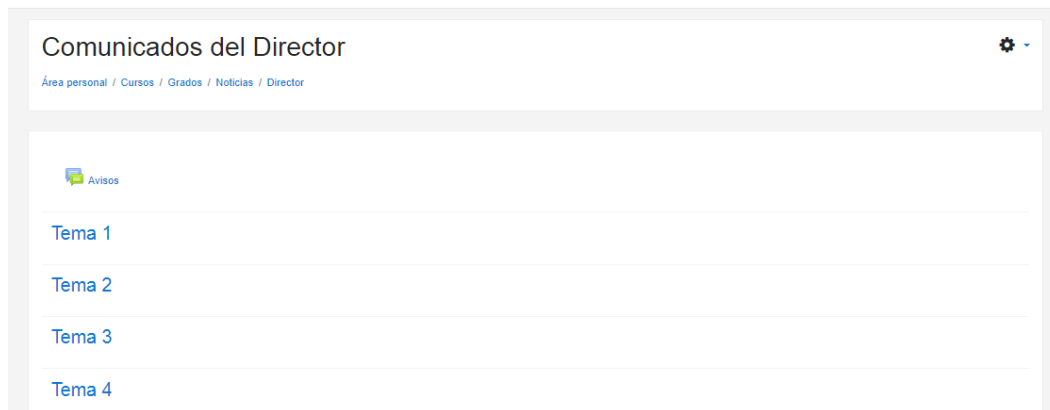 Comunicados del Director
Área personal / Cursos / Grados / Noticias / Director
Avisos
Tema 1
Tema 2
Tema 3
Tema 4